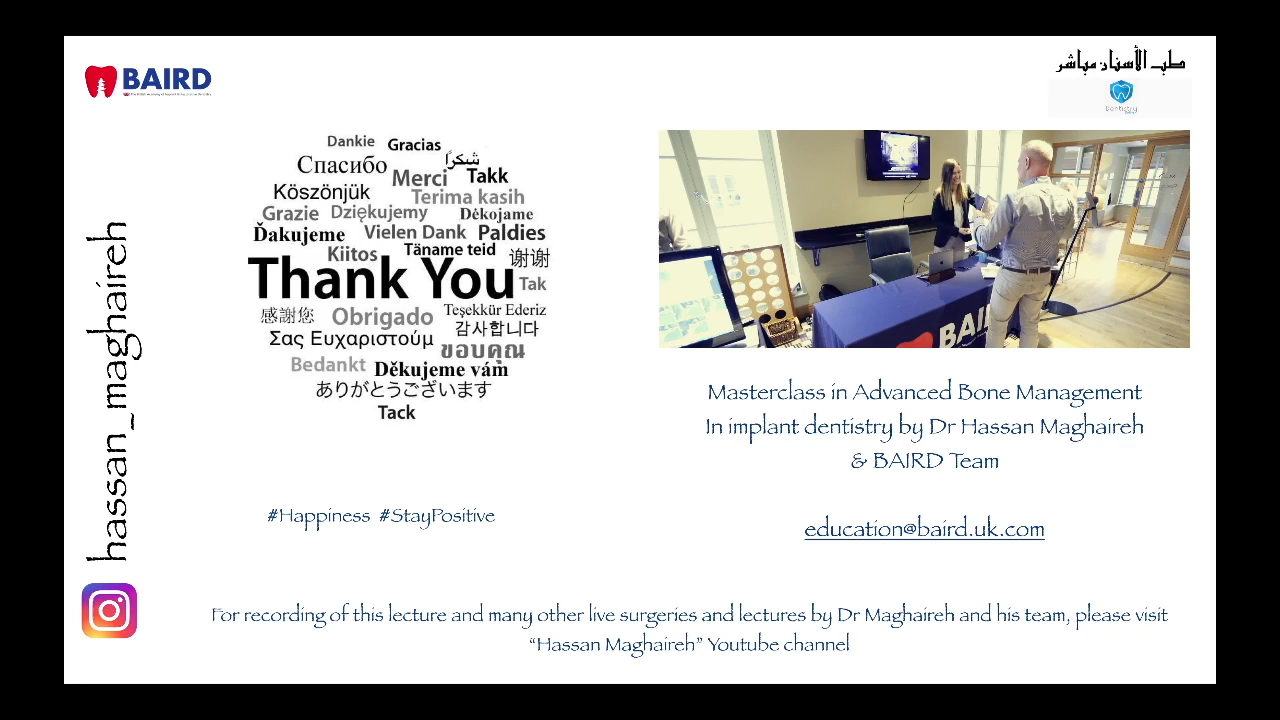 BAIRD
طب الأسنان مباشر
Dentistry
Dankie Gracias
Спасибо شكرًا
Merci Takk
Köszönjük Terima kasih
Grazie Dziękujemy Dėkojame
Ďakujeme Vielen Dank Paldies
Kiitos Täname teid 谢谢
Thank You Tak
感謝您 Obrigado Teşekkür Ederiz
감사합니다
Σας Ευχαριστούμ ขอบคุณ
Bedankt Děkujeme vám
ありがとうございます
Tack
hassan_maghaireh
#Happiness #StayPositive
BAIR
Masterclass in Advanced Bone Management
In implant dentistry by Dr Hassan Maghaireh
& BAIRD Team
education@baird.uk.com
For recording of this lecture and many other live surgeries and lectures by Dr Maghaireh and his team, please visit
“Hassan Maghaireh” Youtube channel